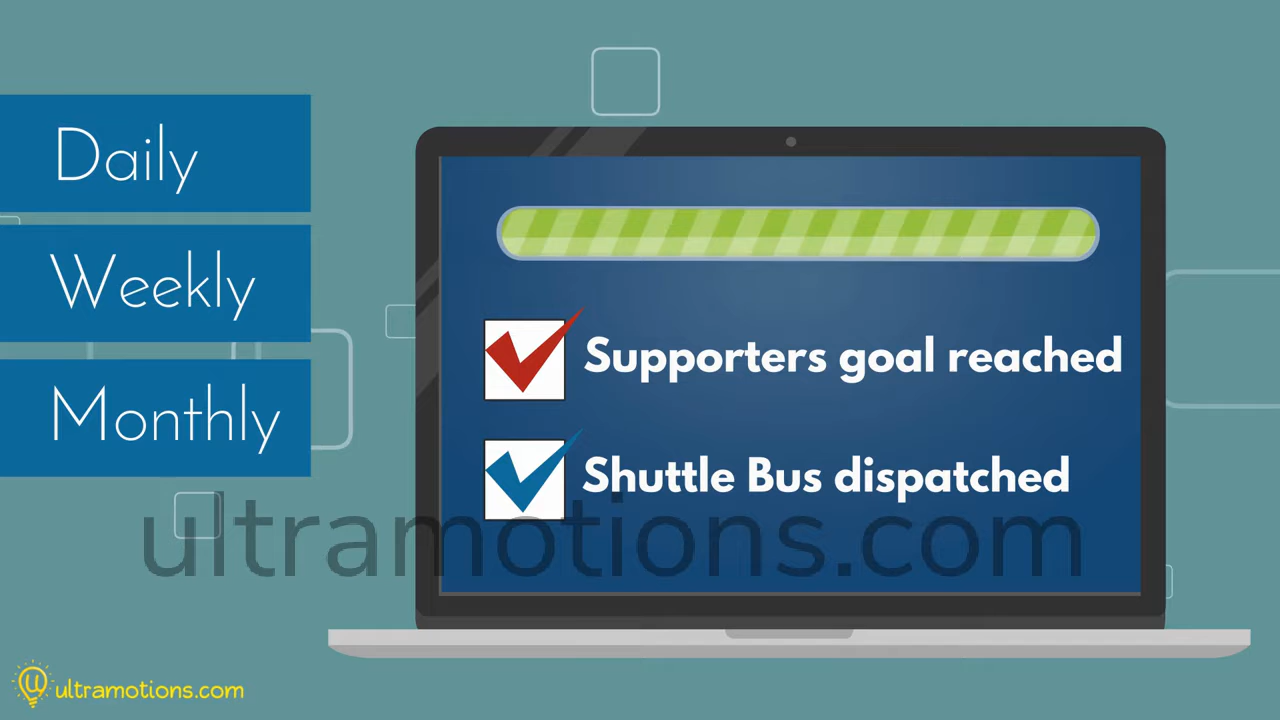 Daily
Weekly
Monthly
Supporters goal reached
Shuttle Bus dispatched
ultramotions.com
ultramotions.com